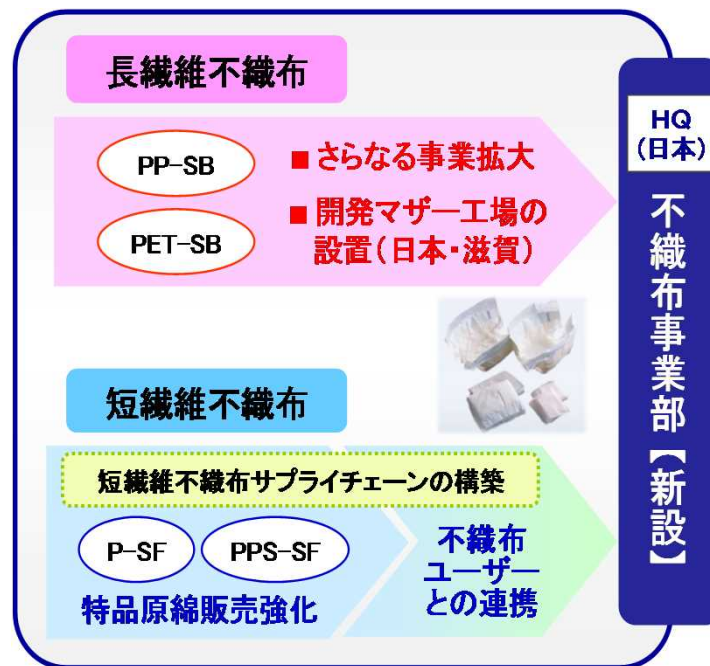 長繊維不織布
PP-SB
PET-SB
■さらなる事業拡大
■開発マザー工場の
設置(日本・滋賀)
短繊維不織布
短繊維不織布サプライチェーンの構築
P-SF
PPS-SF
特品原綿販売強化
不織布
ユーザー
との連携
HQ
(日本)
不織布事業部【新設】